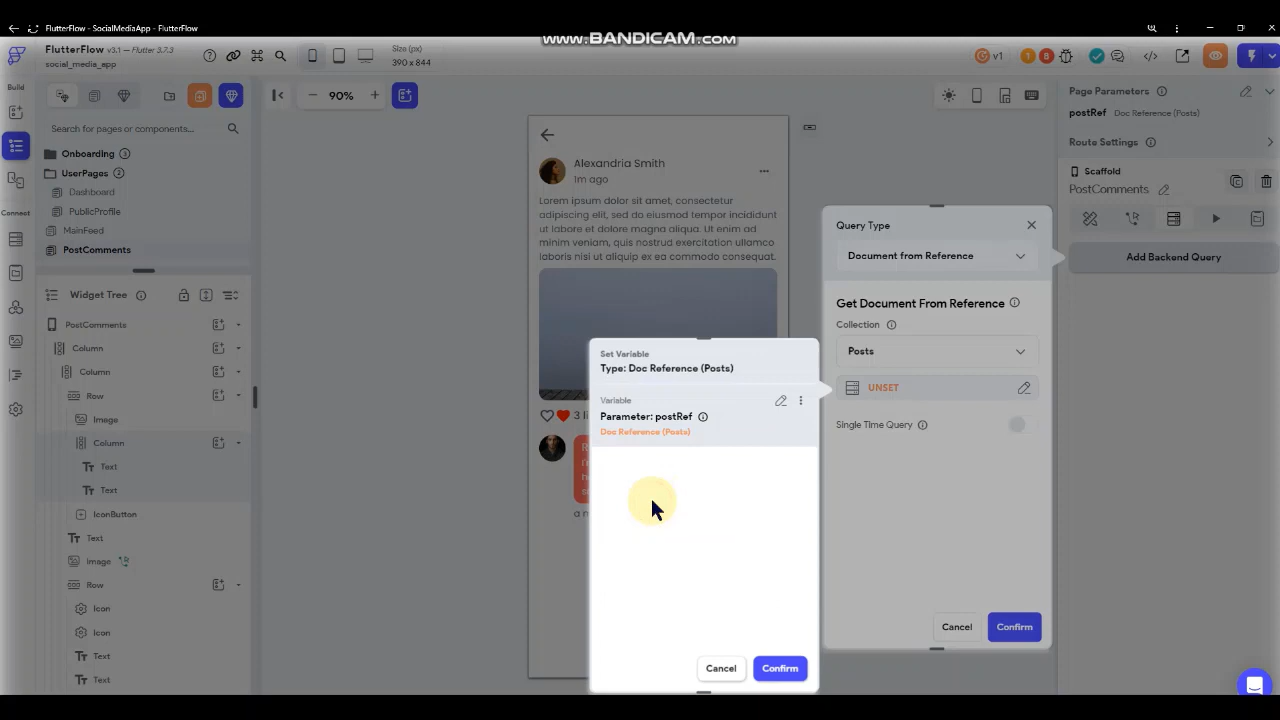 FlutterFlow - SocialMediaApp - FlutterFlow
www.BANDICAM.com
FlutterFlow v3.1 - Flutter 3.7.3
social_media_app
Size (px)
390 x 844
v1
1
8
Build
90%
Page Parameters
postRef Doc Reference (Posts)
Route Settings
Search for pages or components...
Onboarding 3
UserPages 2
Dashboard
PublicProfile
MainFeed
PostComments
Connect
Alexandria Smith
1m ago
Lorem ipsum dolor sit amet, consectetur
adipiscing elit, sed do eiusmod tempor incididunt
ut labore et dolore magna aliqua. Ut enim ad
minim veniam, quis nostrud exercitation ullamco
laboris nisi ut aliquip ex ea commodo consequat.
Scaffold
PostComments
Add Backend Query
Query Type
Document from Reference
Get Document From Reference
Collection
Posts
UNSET
Single Time Query
Cancel
Confirm
Widget Tree
PostComments
Column
Column
Row
Image
Column
Text
Text
IconButton
Text
Image
Row
Icon
Icon
Text
Text
3 li
a n
Set Variable
Type: Doc Reference (Posts)
Variable
Parameter: postRef
Doc Reference (Posts)
Cancel
Confirm